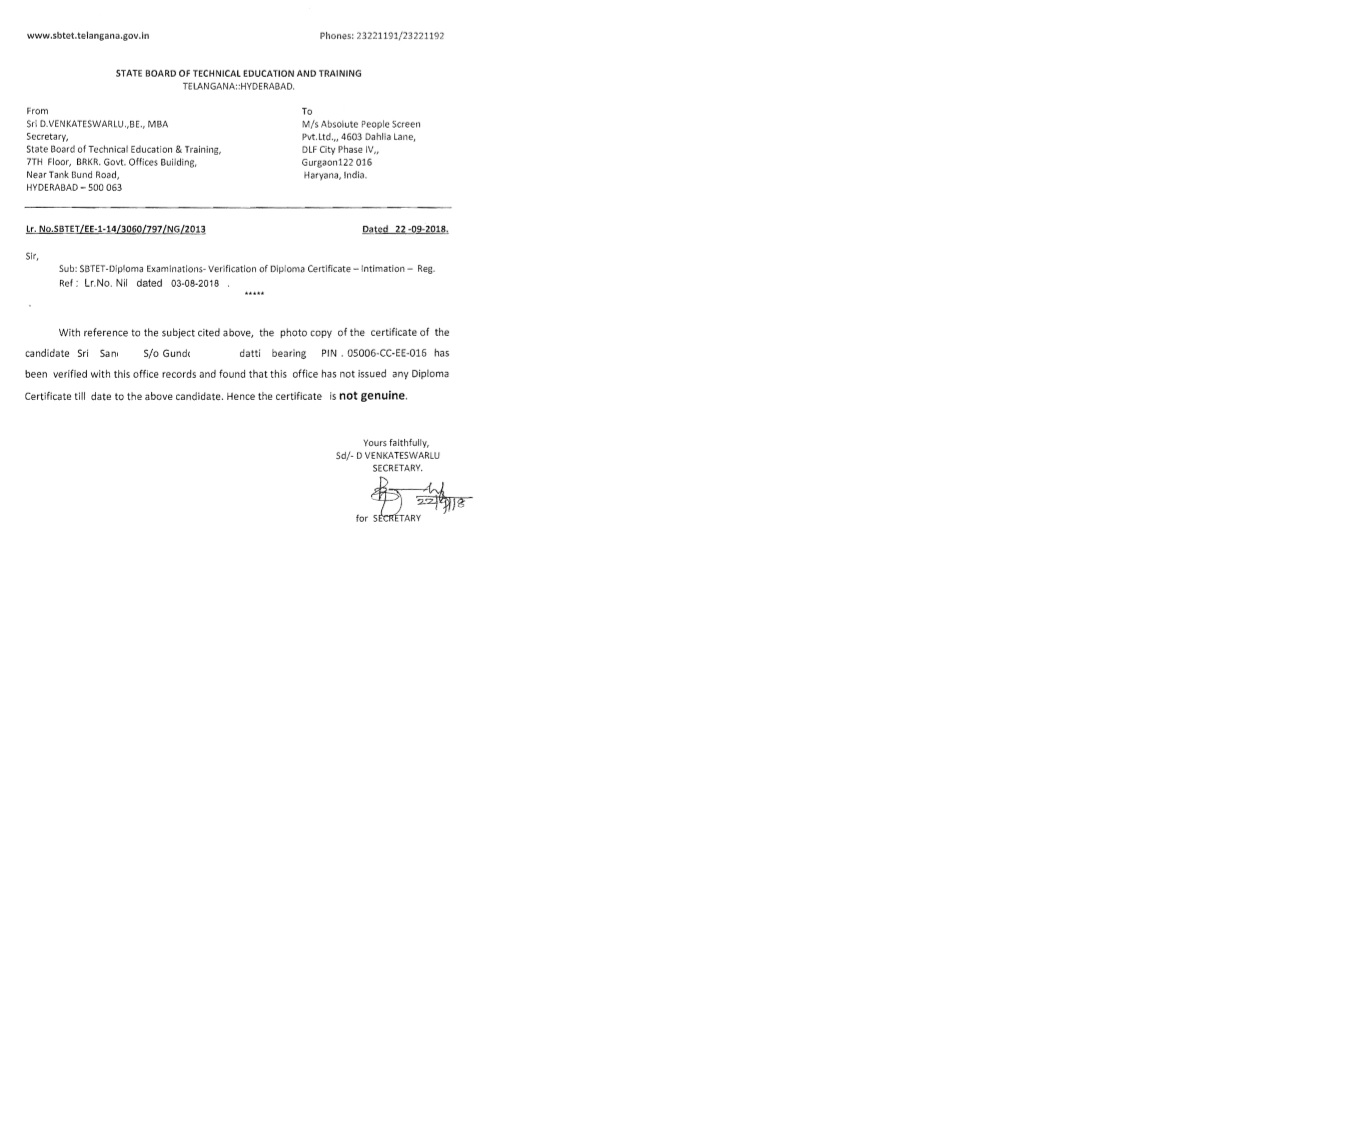 www.sbtet.telangana.gov.in Phones: 23221191/23221192
STATE BOARD OF TECHNICAL EDUCATION AND TRAINING
TELANGANA::HYDERABAD.
From
Sri D.VENKATESWARLU.,BE., MBA
Secretary,
State Board of Technical Education & Training,
7TH Floor, BRKR. Govt. Offices Building,
Near Tank Bund Road,
HYDERABAD – 500 063
To
M/s Absolute People Screen
Pvt.Ltd.,, 4603 Dahlia Lane,
DLF City Phase IV,,
Gurgaon122 016
Haryana, India.
Lr. No.SBTET/EE-1-14/3060/797/NG/2013 Dated 22 -09-2018.
Sir,
Sub: SBTET-Diploma Examinations- Verification of Diploma Certificate – Intimation – Reg.
Ref : Lr.No. Nil dated 03-08-2018 .
*****
With reference to the subject cited above, the photo copy of the certificate of the
candidate Sri San S/o Gund datti bearing PIN . 05006-CC-EE-016 has
been verified with this office records and found that this office has not issued any Diploma
Certificate till date to the above candidate. Hence the certificate is not genuine.
Yours faithfully,
Sd/- D VENKATESWARLU
SECRETARY.
22/9/18
for SECRETARY